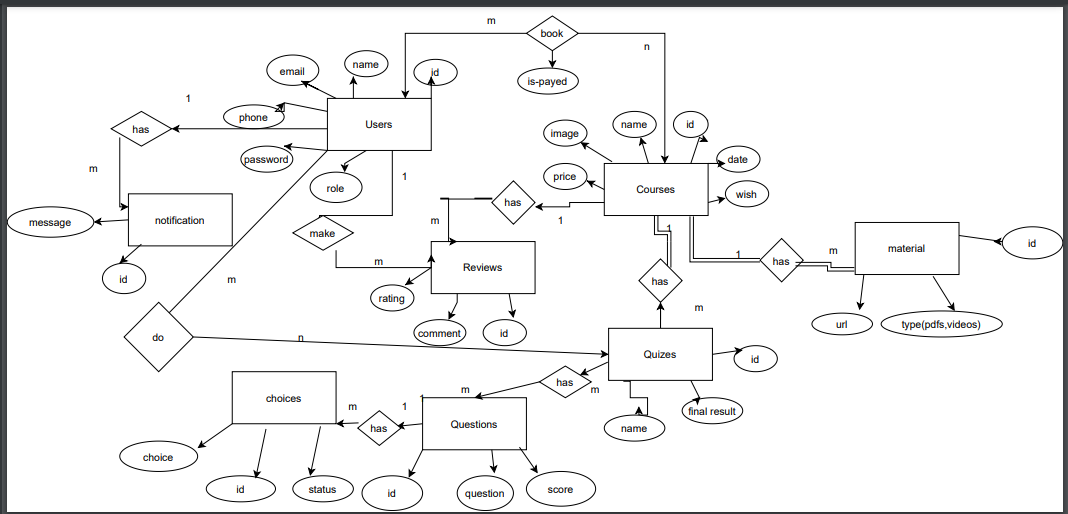 m
book
n
is-payed
email
name
id
1
phone
Users
has
password
role
m
1
message
notification
id
make
m
m
do
n
image
name
id
date
price
Courses
wish
has
1
m
Reviews
rating
comment
id
1
has
m
1
has
m
material
id
url
type(pdfs,videos)
Quizes
id
has
m
m
name
final result
choices
m
1
1
has
Questions
choice
id
status
id
question
score